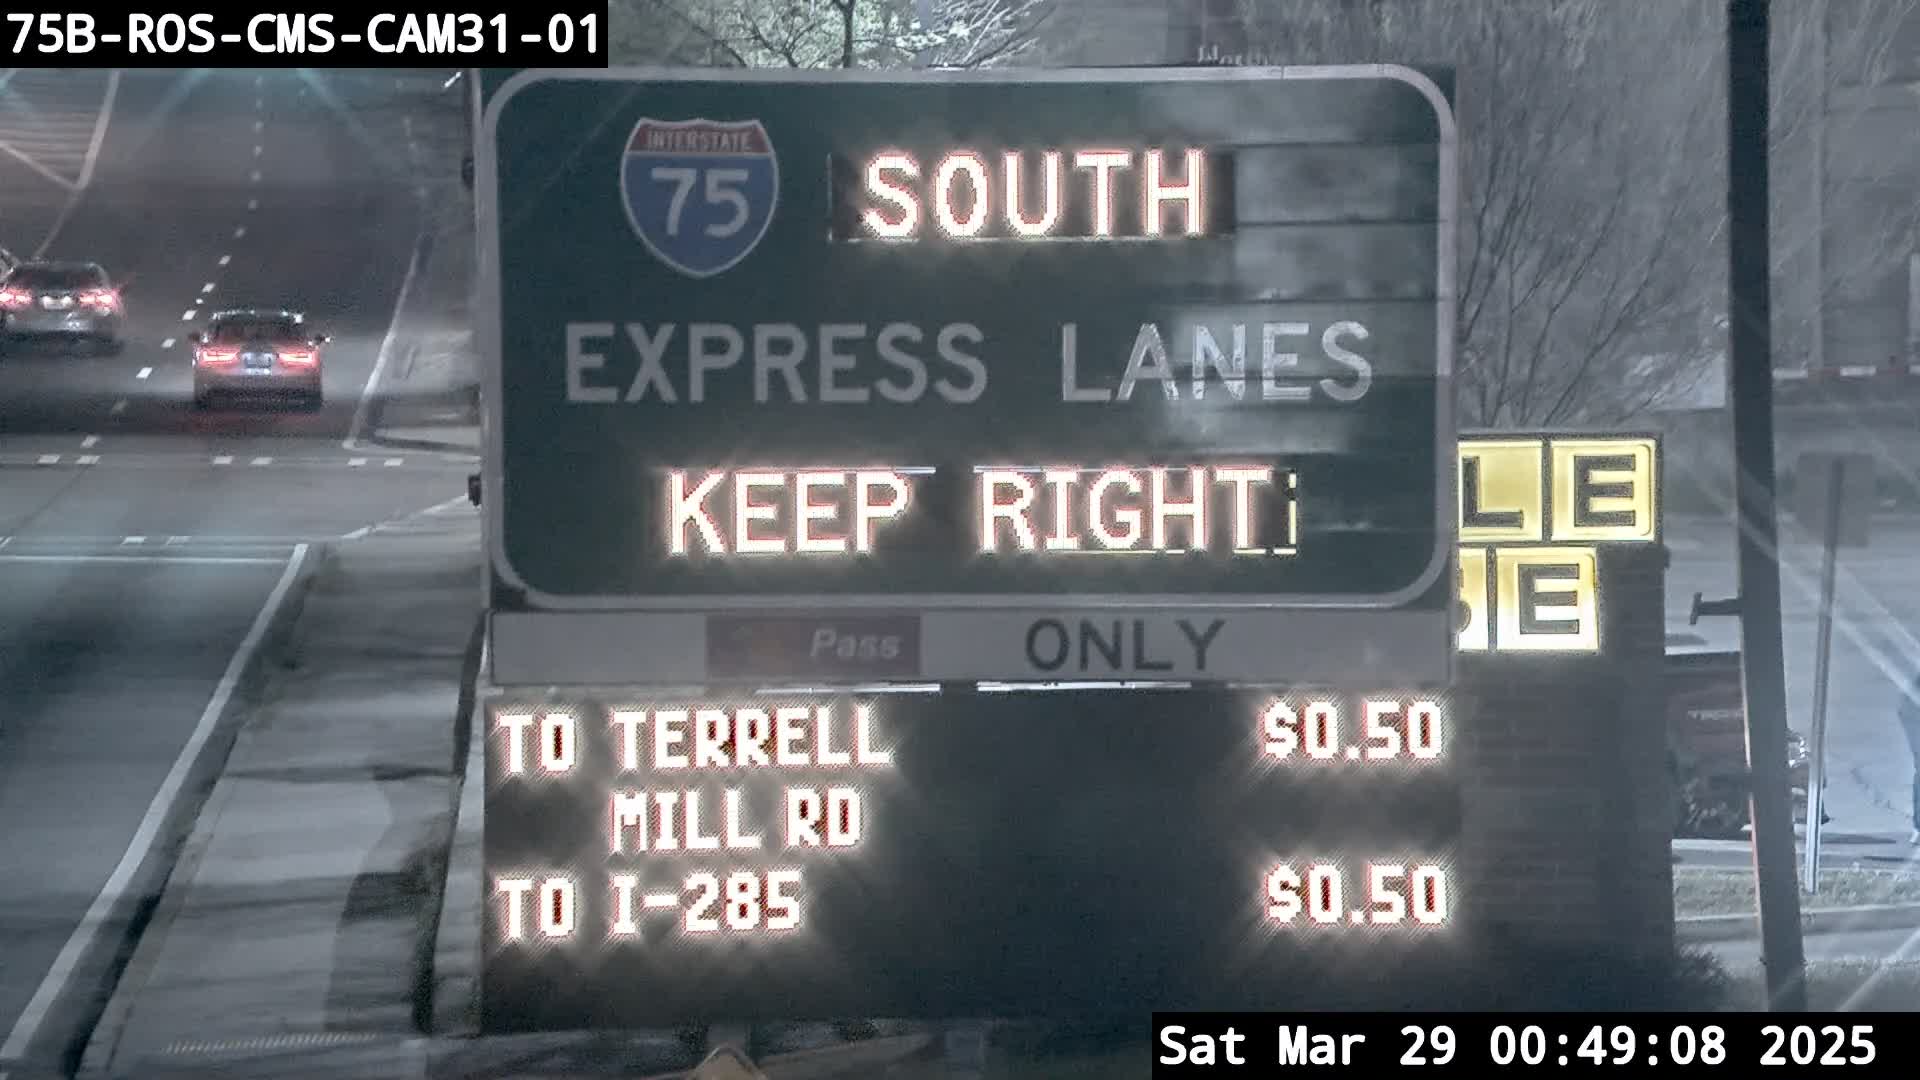 75B-ROS-CMS-CAM31-01
INTERSTATE
75
SOUTH
EXPRESS LANES
KEEP RIGHT
Pass ONLY
TO TERRELL $0.50
MILL RD
TO I-285 $0.50
LE
E
Sat Mar 29 00:49:08 2025